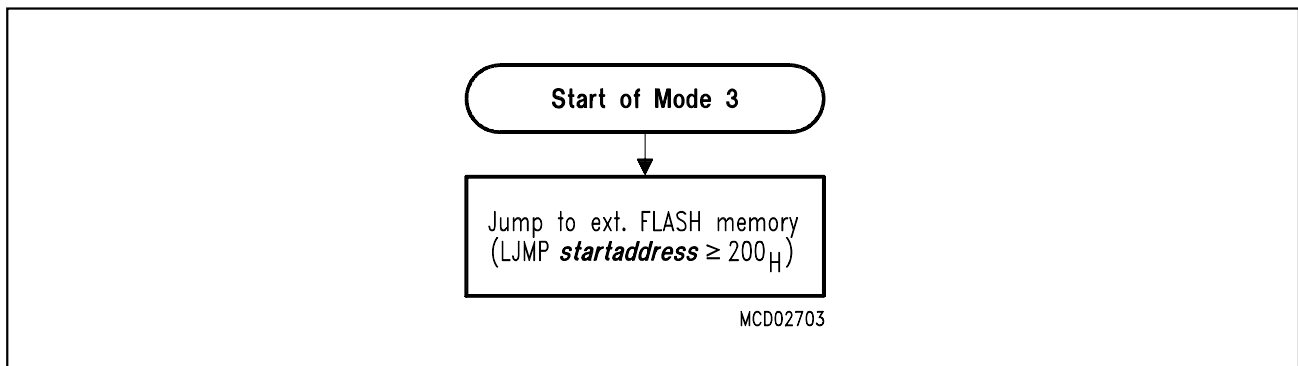 Start of Mode 3
Jump to ext. FLASH memory
(LJMP startaddress ≥ 200H)
MCD02703